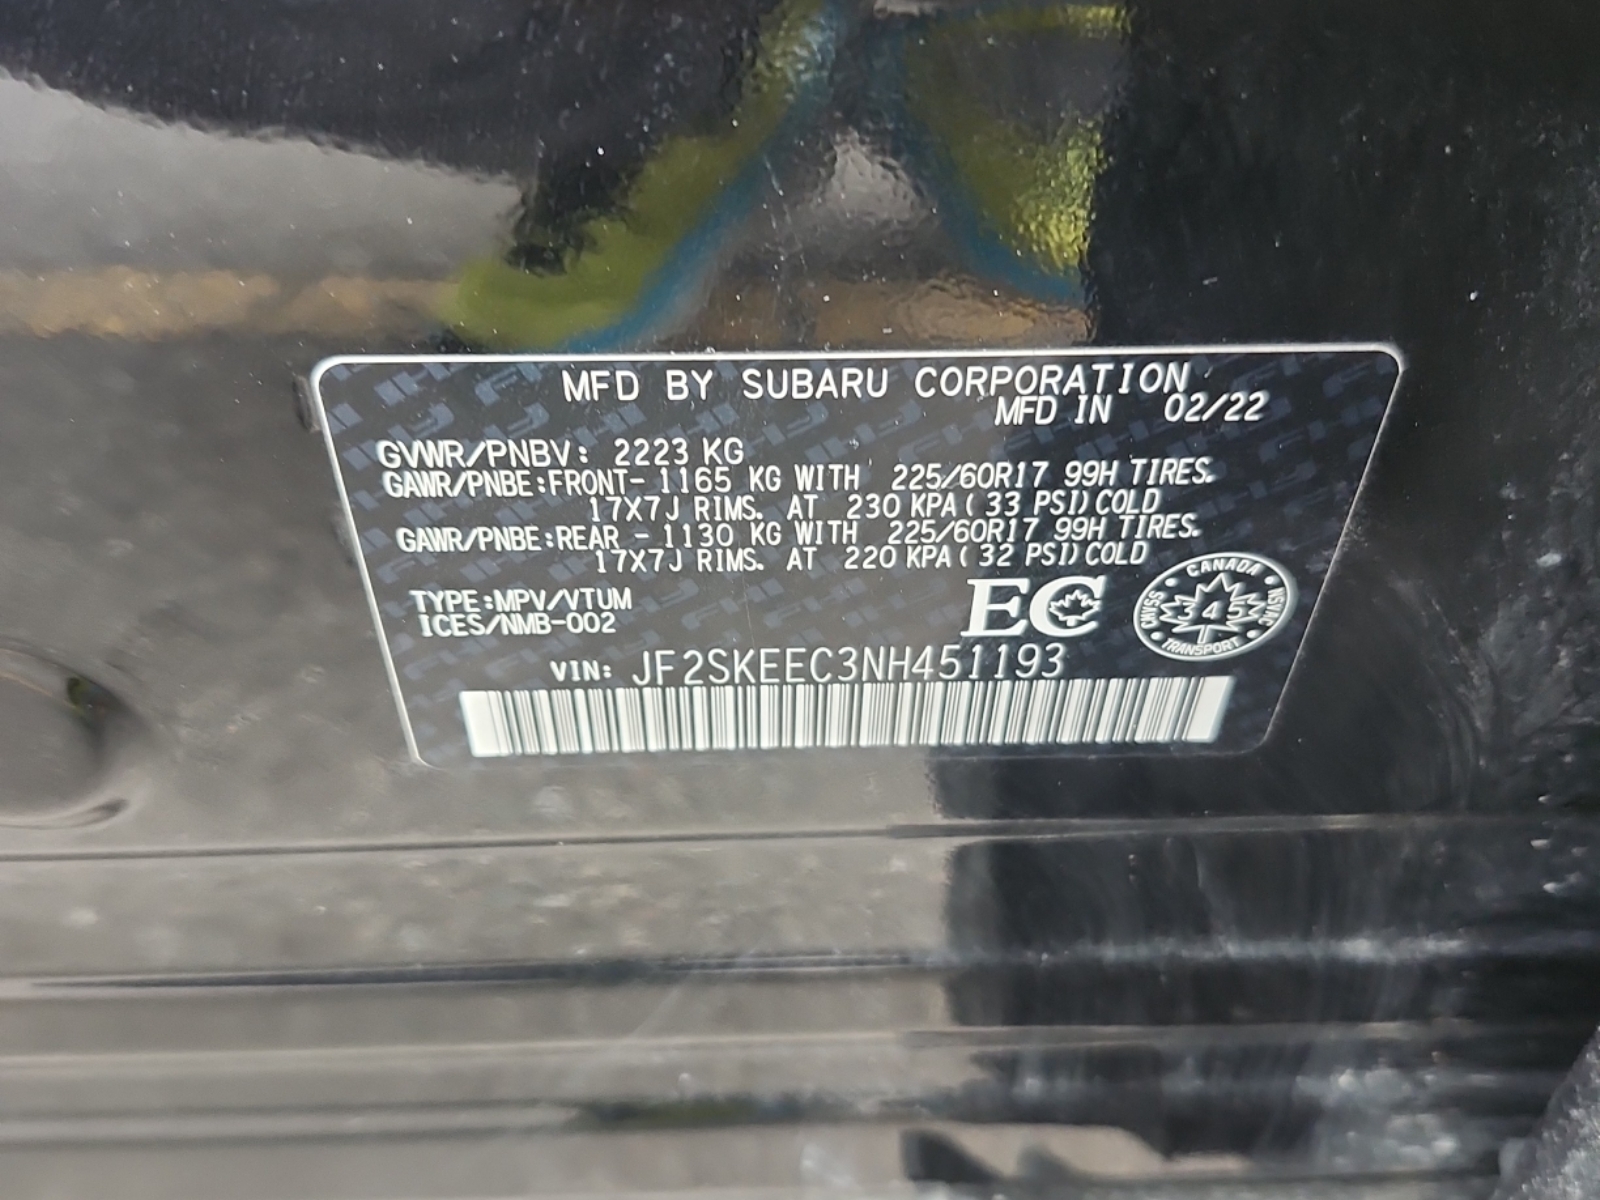 MFD BY SUBARU CORPORATION
MFD IN 02/22
GVWR/PNBV: 2223 KG
GAWR/PNBE:FRONT- 1165 KG WITH 225/60R17 99H TIRES.
17X7J RIMS. AT 230 KPA( 33 PSI)COLD
GAWR/PNBE:REAR - 1130 KG WITH 225/60R17 99H TIRES.
17X7J RIMS. AT 220 KPA( 32 PSI)COLD
TYPE:MPV/VTUM
ICES/NMB-002
EC
CANADA
CMVSS
345
NSVAC
TRANSPORT
VIN: JF2SKEEC3NH451193